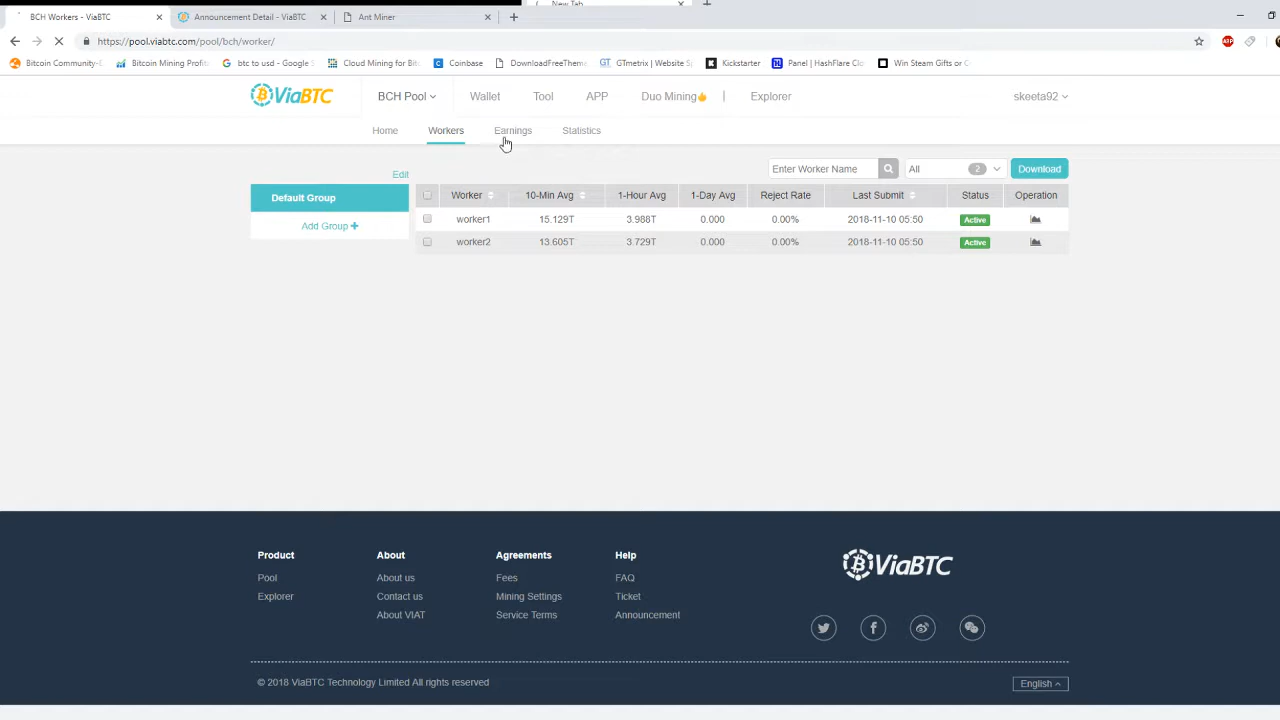 New Tab
BCH Workers - ViaBTC
Announcement Detail - ViaBTC
Ant Miner
https://pool.viabtc.com/pool/bch/worker/
Bitcoin Community-
Bitcoin Mining Profit
btc to usd - Google S
Cloud Mining for Bit
Coinbase
DownloadFreeTheme
GT GTmetrix | Website S
Kickstarter
Panel | HashFlare Clo
Win Steam Gifts or C
ViaBTC
BCH Pool
Wallet
Tool
APP
Duo Mining
Explorer
skeeta92
Home
Workers
Earnings
Statistics
Edit
Enter Worker Name
All
2
Download
Default Group
Add Group +
Worker 10-Min Avg 1-Hour Avg 1-Day Avg Reject Rate Last Submit Status Operation
worker1 15.129T 3.988T 0.000 0.00% 2018-11-10 05:50 Active
worker2 13.605T 3.729T 0.000 0.00% 2018-11-10 05:50 Active
Product
Pool
Explorer
About
About us
Contact us
About VIAT
Agreements
Fees
Mining Settings
Service Terms
Help
FAQ
Ticket
Announcement
ViaBTC
© 2018 ViaBTC Technology Limited All rights reserved
English